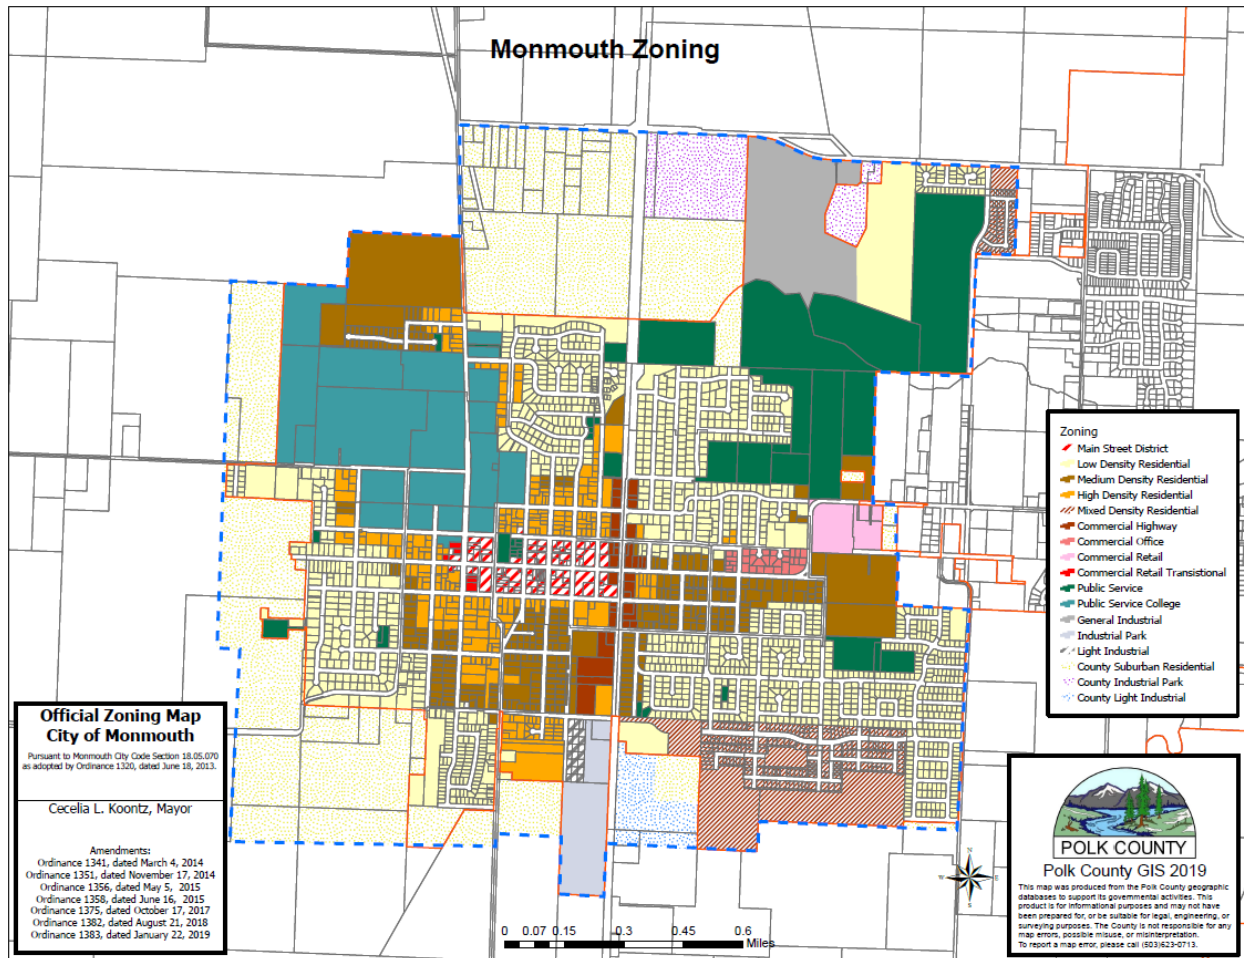 Monmouth Zoning
Zoning
Main Street District
Low Density Residential
Medium Density Residential
High Density Residential
Mixed Density Residential
Commercial Highway
Commercial Office
Commercial Retail
Commercial Retail Transistional
Public Service
Public Service College
General Industrial
Industrial Park
Light Industrial
County Suburban Residential
County Industrial Park
County Light Industrial
Official Zoning Map
City of Monmouth
Pursuant to Monmouth City Code Section 18.05.070
as adopted by Ordinance 1320, dated June 18, 2013.
Cecelia L. Koontz, Mayor
Amendments:
Ordinance 1341, dated March 4, 2014
Ordinance 1351, dated November 17, 2014
Ordinance 1356, dated May 5, 2015
Ordinance 1358, dated June 16, 2015
Ordinance 1375, dated October 17, 2017
Ordinance 1382, dated August 21, 2018
Ordinance 1383, dated January 22, 2019
0 0.07 0.15 0.3 0.45 0.6
Miles
N
W E
S
POLK COUNTY
Polk County GIS 2019
This map was produced from the Polk County geographic
databases to support its governmental activities. This
product is for informational purposes and may not have
been prepared for, or be suitable for legal, engineering, or
surveying purposes. The County is not responsible for any
map errors, possible misuse, or misinterpretation.
To report a map error, please call (503)623-0713.